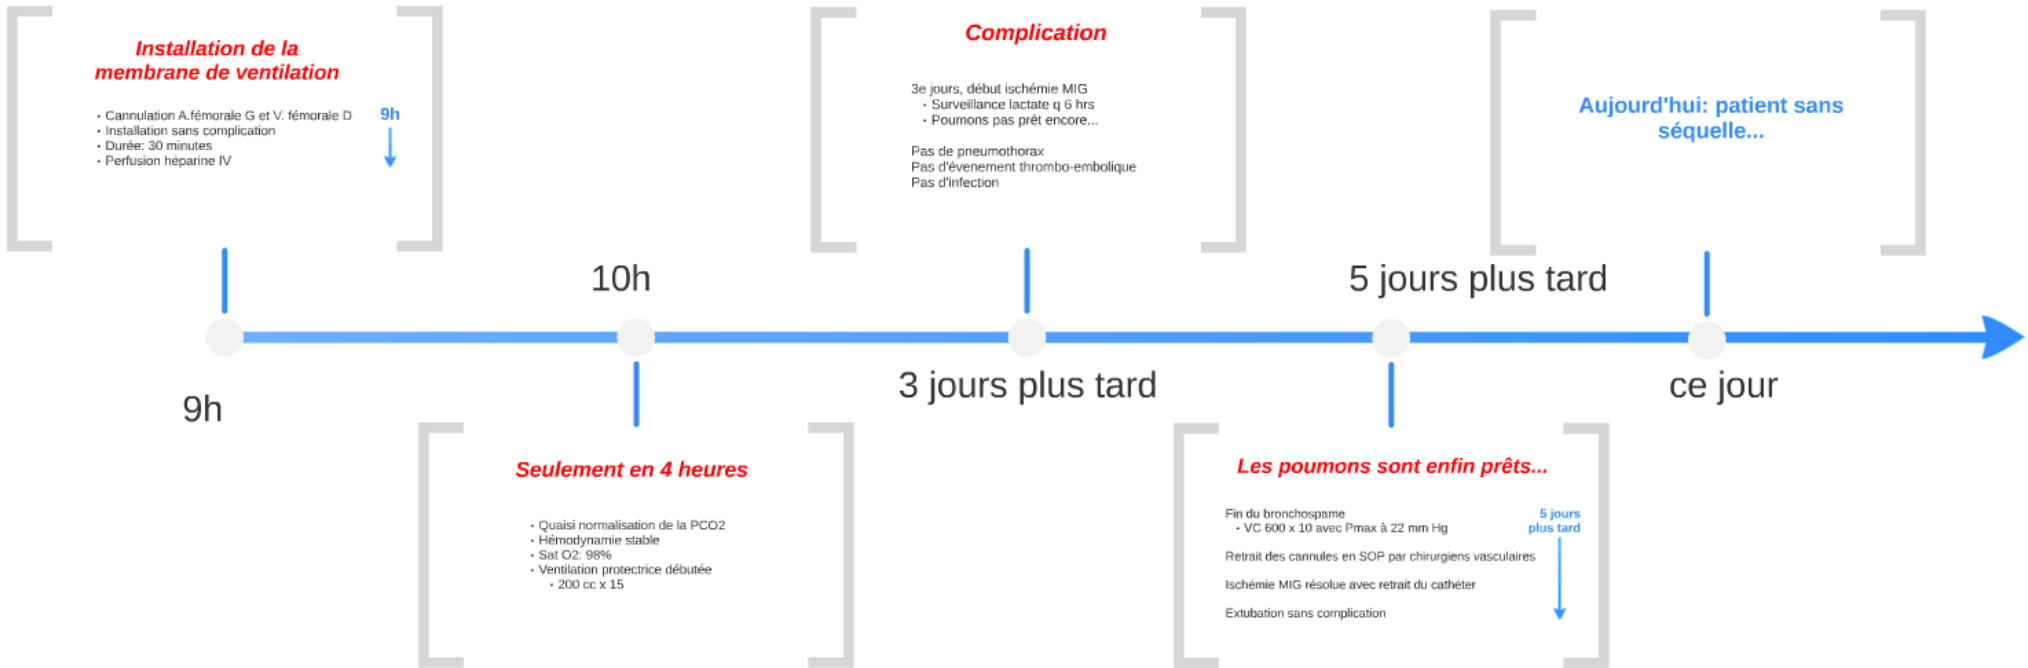 Installation de la
membrane de ventilation
• Cannulation A.fémorale G et V. fémorale D
• Installation sans complication
• Durée: 30 minutes
• Perfusion héparine IV
9h
9h
10h
Seulement en 4 heures
• Quaisi normalisation de la PCO2
• Hémodynamie stable
• Sat O2: 98%
• Ventilation protectrice débutée
• 200 cc x 15
Complication
3e jours, début ischémie MIG
• Surveillance lactate q 6 hrs
• Poumons pas prêt encore...
Pas de pneumothorax
Pas d'évenement thrombo-embolique
Pas d'infection
3 jours plus tard
5 jours plus tard
Les poumons sont enfin prêts...
Fin du bronchospame
• VC 600 x 10 avec Pmax à 22 mm Hg
Retrait des cannules en SOP par chirurgiens vasculaires
Ischémie MIG résolue avec retrait du cathéter
Extubation sans complication
5 jours
plus tard
Aujourd'hui: patient sans
séquelle...
ce jour